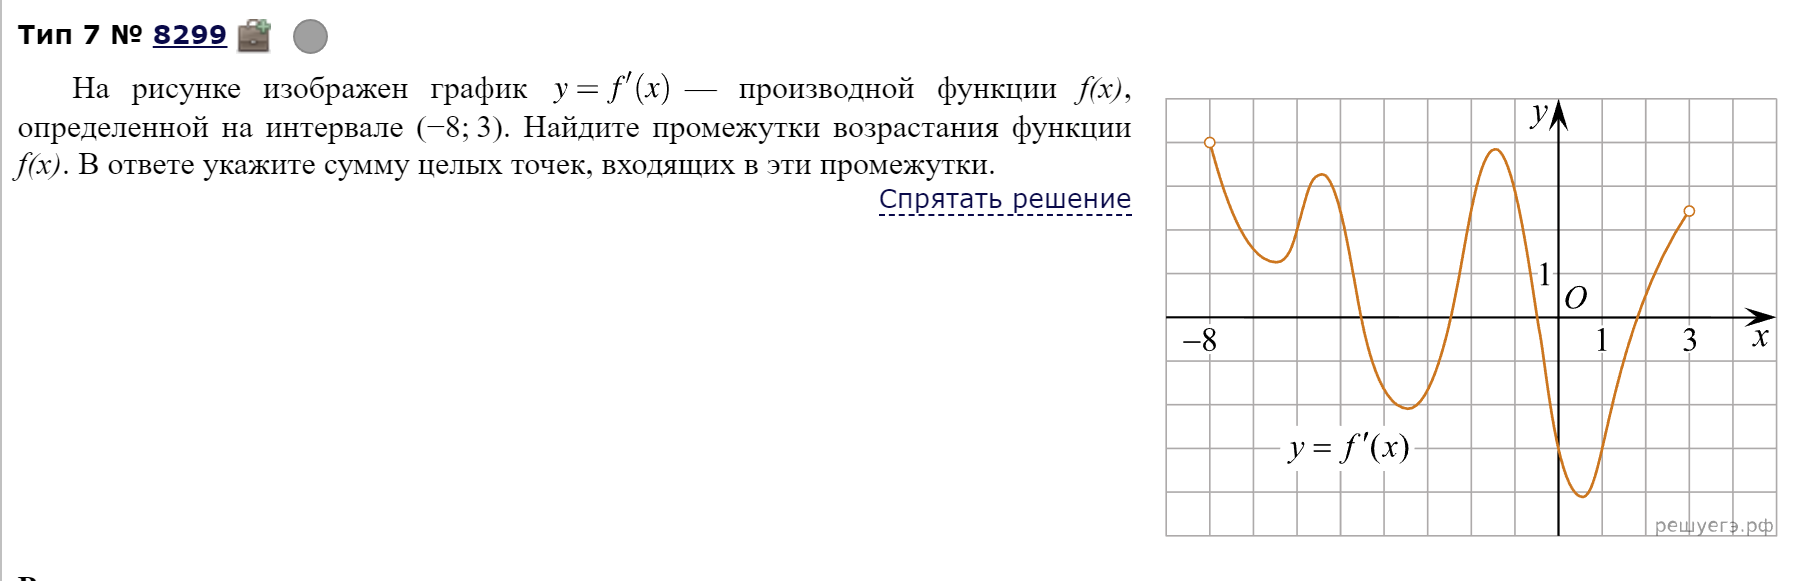 Тип 7 № 8299
На рисунке изображен график y = f′(x) — производной функции f(x),
определенной на интервале (−8; 3). Найдите промежутки возрастания функции
f(x). В ответе укажите сумму целых точек, входящих в эти промежутки.
Спрятать решение
y
1
O
−8
1
3
x
y = f′(x)
решуегэ.рф